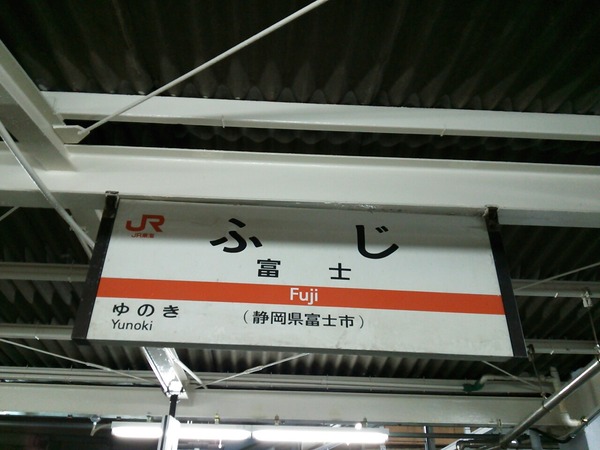 JR
JR東海
ふじ
富士
Fuji
ゆのき
Yunoki
(静岡県富士市)